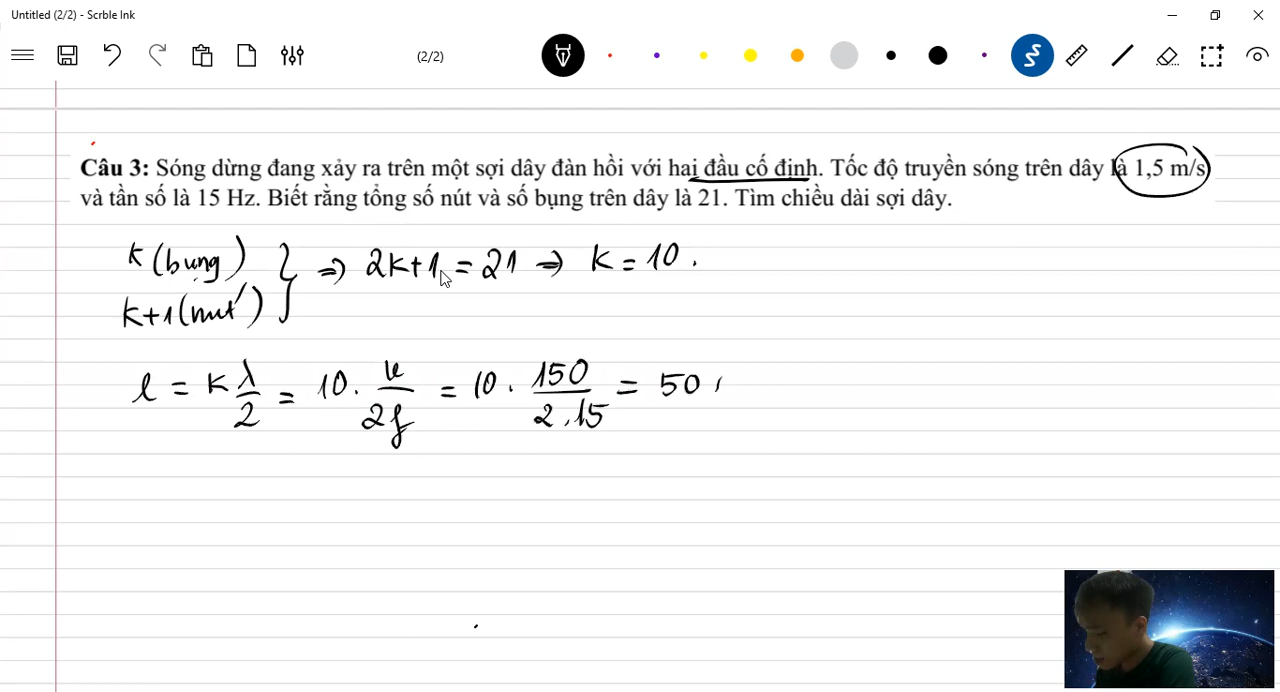 Untitled (2/2) - Scrble Ink
(2/2)
Câu 3: Sóng dừng đang xảy ra trên một sợi dây đàn hồi với hai đầu cố định. Tốc độ truyền sóng trên dây là 1,5 m/s
và tần số là 15 Hz. Biết rằng tổng số nút và số bụng trên dây là 21. Tìm chiều dài sợi dây.
k (bụng) } ⇒ 2k+1 = 21 ⇒ k = 10.
k+1 (nút)
l = k λ/2 = 10 . v/2f = 10 . 150/2.15 = 50